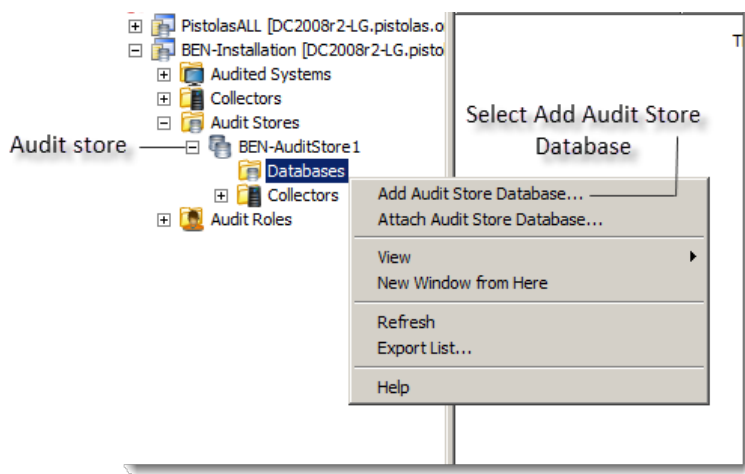 PistolasALL [DC2008r2-LG.pistolas.o
BEN-Installation [DC2008r2-LG.pisto
Audited Systems
Collectors
Audit Stores
Audit store
BEN-AuditStore1
Databases
Collectors
Audit Roles
T
Select Add Audit Store
Database
Add Audit Store Database...
Attach Audit Store Database...
View
New Window from Here
Refresh
Export List...
Help